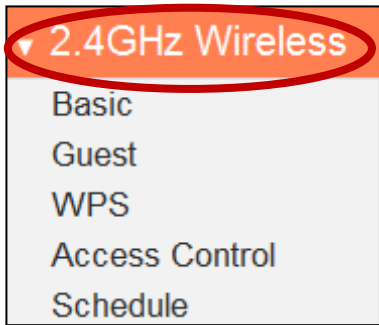 2.4GHz Wireless
Basic
Guest
WPS
Access Control
Schedule